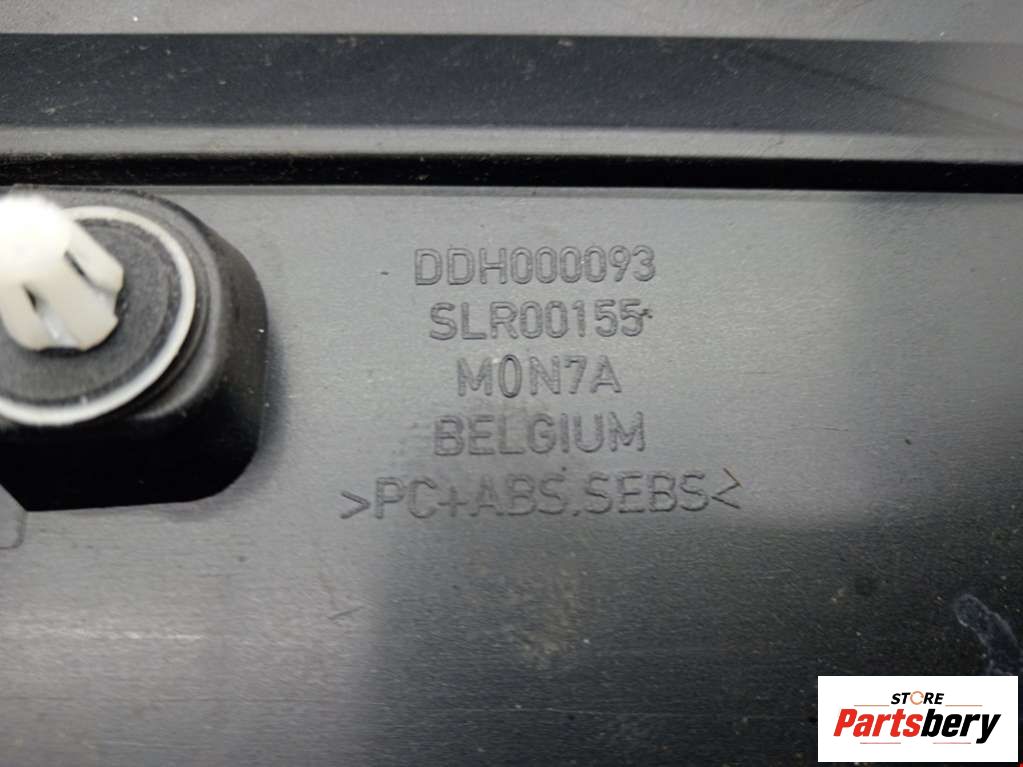 DDH000093
SLR00155
M0N7A
BELGIUM
>PC+ABS.SEBS<
STORE
Partsbery